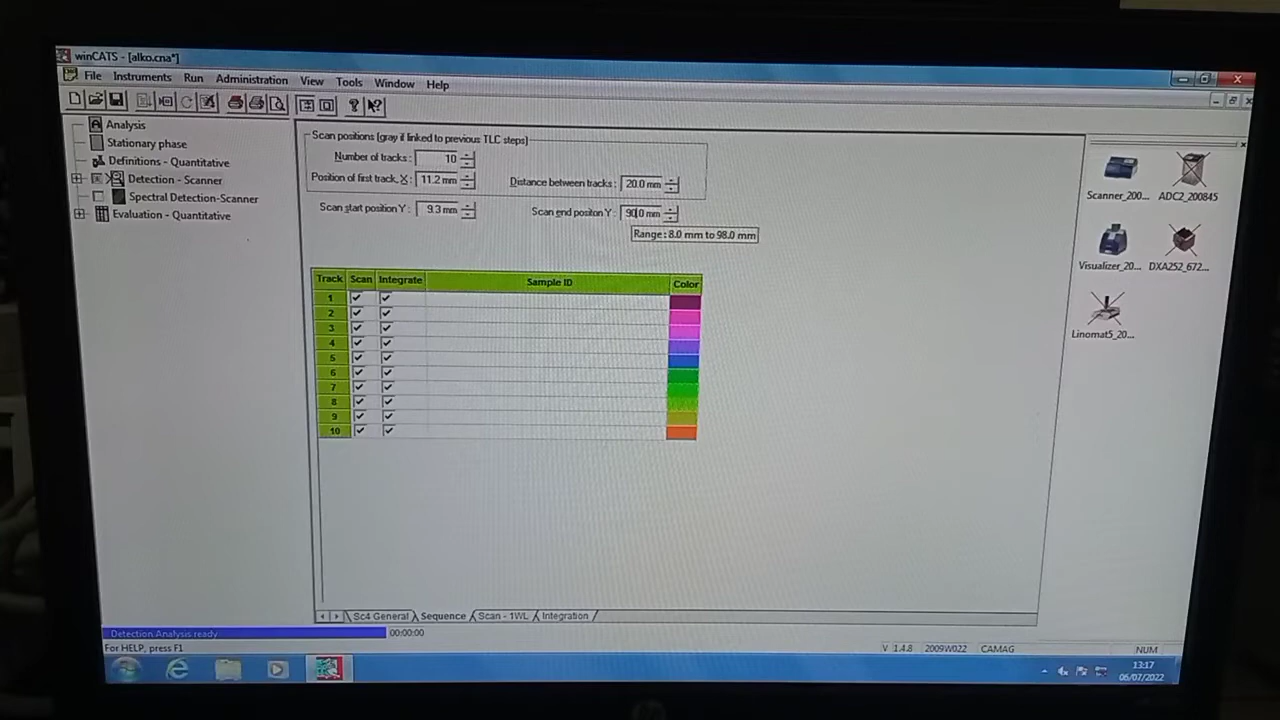 winCATS - [alko.cna*]
File Instruments Run Administration View Tools Window Help
Analysis
Stationary phase
Definitions - Quantitative
Detection - Scanner
Spectral Detection-Scanner
Evaluation - Quantitative
Scan positions [gray if linked to previous TLC steps]
Number of tracks : 10
Position of first track, X : 11.2 mm Distance between tracks : 20.0 mm
Scan start position Y : 9.3 mm Scan end positon Y : 90.0 mm
Range : 8.0 mm to 98.0 mm
Track Scan Integrate Sample ID Color
1
2
3
4
5
6
7
8
9
10
Scanner_200... ADC2_200845
Visualizer_20... DXA252_672...
Linomat5_20...
Sc4 General Sequence Scan - 1WL Integration
Detection Analysis ready 00:00:00
For HELP, press F1 V 1.4.8 2009W022 CAMAG NUM
13:17
06/07/2022